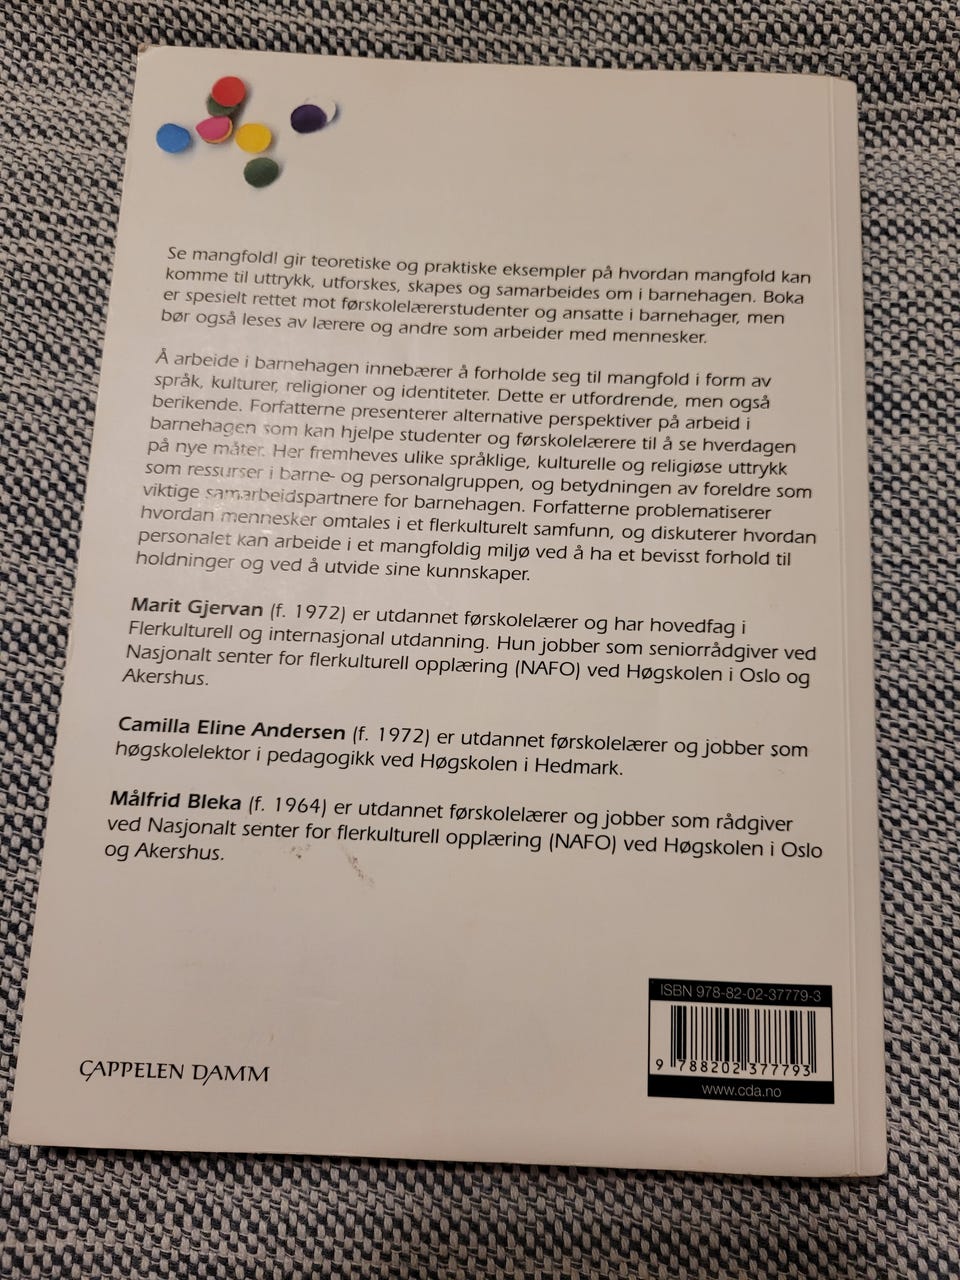 Se mangfold! gir teoretiske og praktiske eksempler på hvordan mangfold kan
komme til uttrykk, utforskes, skapes og samarbeides om i barnehagen. Boka
er spesielt rettet mot førskolelærerstudenter og ansatte i barnehager, men
bør også leses av lærere og andre som arbeider med mennesker.
Å arbeide i barnehagen innebærer å forholde seg til mangfold i form av
språk, kulturer, religioner og identiteter. Dette er utfordrende, men også
berikende. Forfatterne presenterer alternative perspektiver på arbeid i
barnehagen som kan hjelpe studenter og førskolelærere til å se hverdagen
på nye måter. Her fremheves ulike språklige, kulturelle og religiøse uttrykk
som ressurser i barne- og personalgruppen, og betydningen av foreldre som
viktige samarbeidspartnere for barnehagen. Forfatterne problematiserer
hvordan mennesker omtales i et flerkulturelt samfunn, og diskuterer hvordan
personalet kan arbeide i et mangfoldig miljø ved å ha et bevisst forhold til
holdninger og ved å utvide sine kunnskaper.
Marit Gjervan (f. 1972) er utdannet førskolelærer og har hovedfag i
Flerkulturell og internasjonal utdanning. Hun jobber som seniorrådgiver ved
Nasjonalt senter for flerkulturell opplæring (NAFO) ved Høgskolen i Oslo og
Akershus.
Camilla Eline Andersen (f. 1972) er utdannet førskolelærer og jobber som
høgskolelektor i pedagogikk ved Høgskolen i Hedmark.
Målfrid Bleka (f. 1964) er utdannet førskolelærer og jobber som rådgiver
ved Nasjonalt senter for flerkulturell opplæring (NAFO) ved Høgskolen i Oslo
og Akershus.
ISBN 978-82-02-37779-3
9 788202 377793
www.cda.no
CAPPELEN DAMM